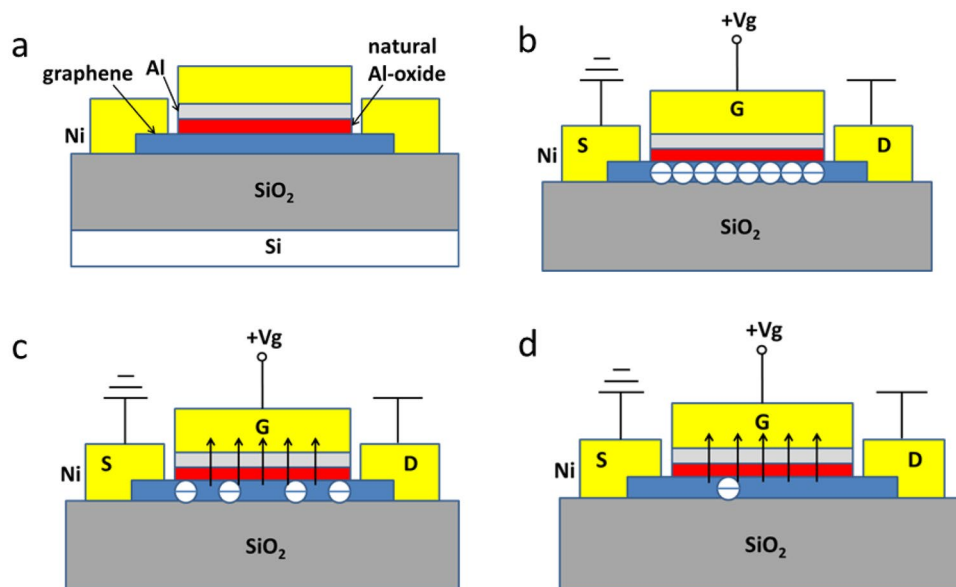 a
natural
Al-oxide
Al
graphene
Ni
SiO₂
Si
b
+Vg
G
S
D
Ni
SiO₂
c
+Vg
G
S
D
Ni
SiO₂
d
+Vg
G
S
D
Ni
SiO₂